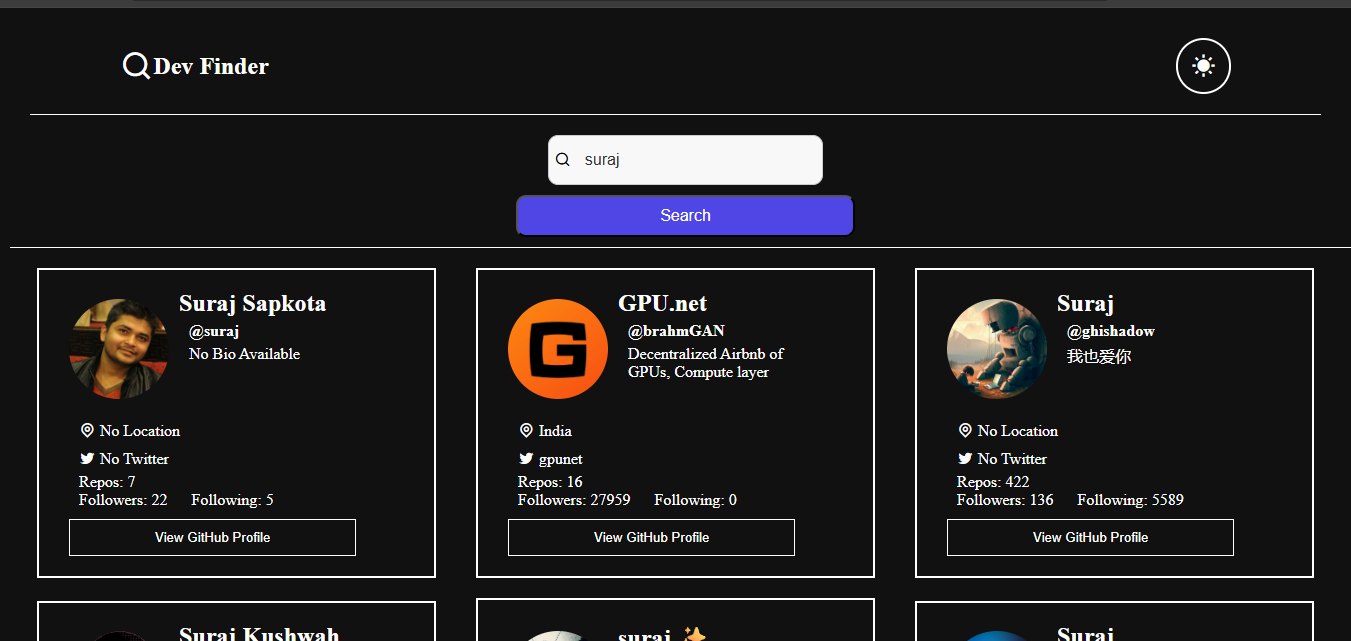 Dev Finder
suraj
Search
Suraj Sapkota
@suraj
No Bio Available
No Location
No Twitter
Repos: 7
Followers: 22 Following: 5
View GitHub Profile
GPU.net
@brahmGAN
Decentralized Airbnb of
GPUs, Compute layer
India
gpunet
Repos: 16
Followers: 27959 Following: 0
View GitHub Profile
Suraj
@ghishadow
我也爱你
No Location
No Twitter
Repos: 422
Followers: 136 Following: 5589
View GitHub Profile
Suraj Kushwah
suraj ✨
Suraj